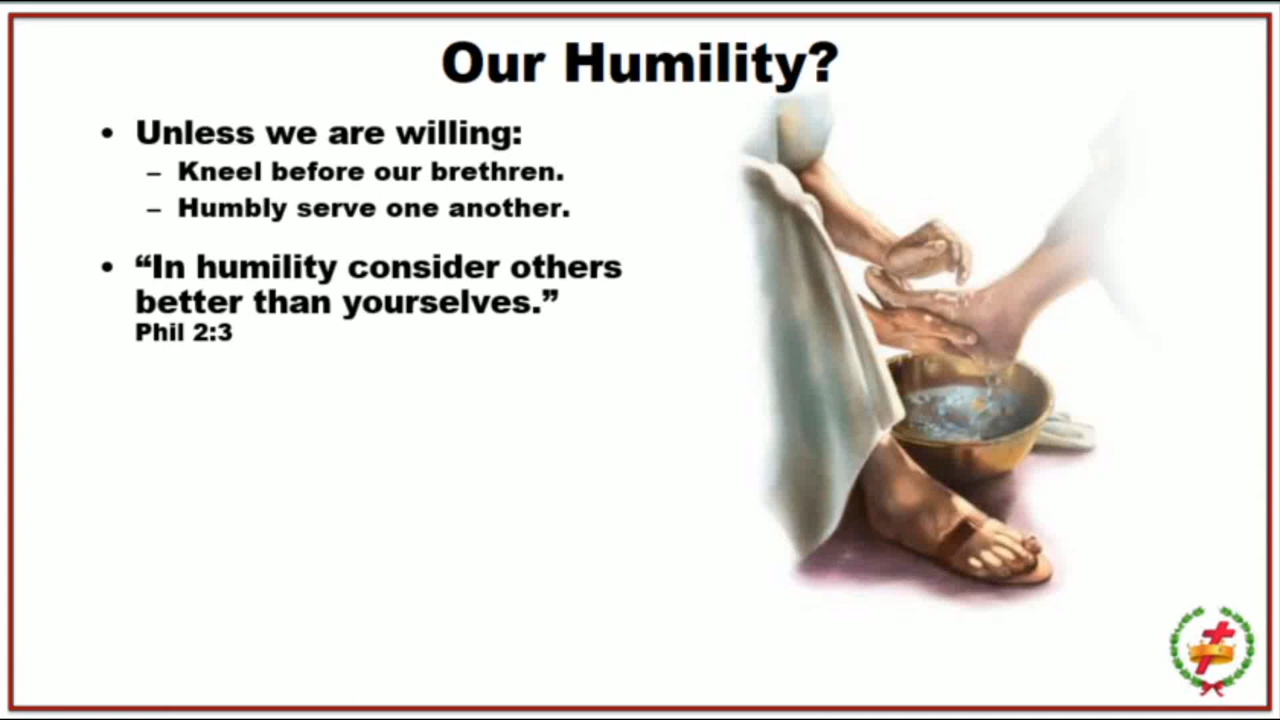 Our Humility?
• Unless we are willing:
– Kneel before our brethren.
– Humbly serve one another.
• “In humility consider others
better than yourselves.”
Phil 2:3